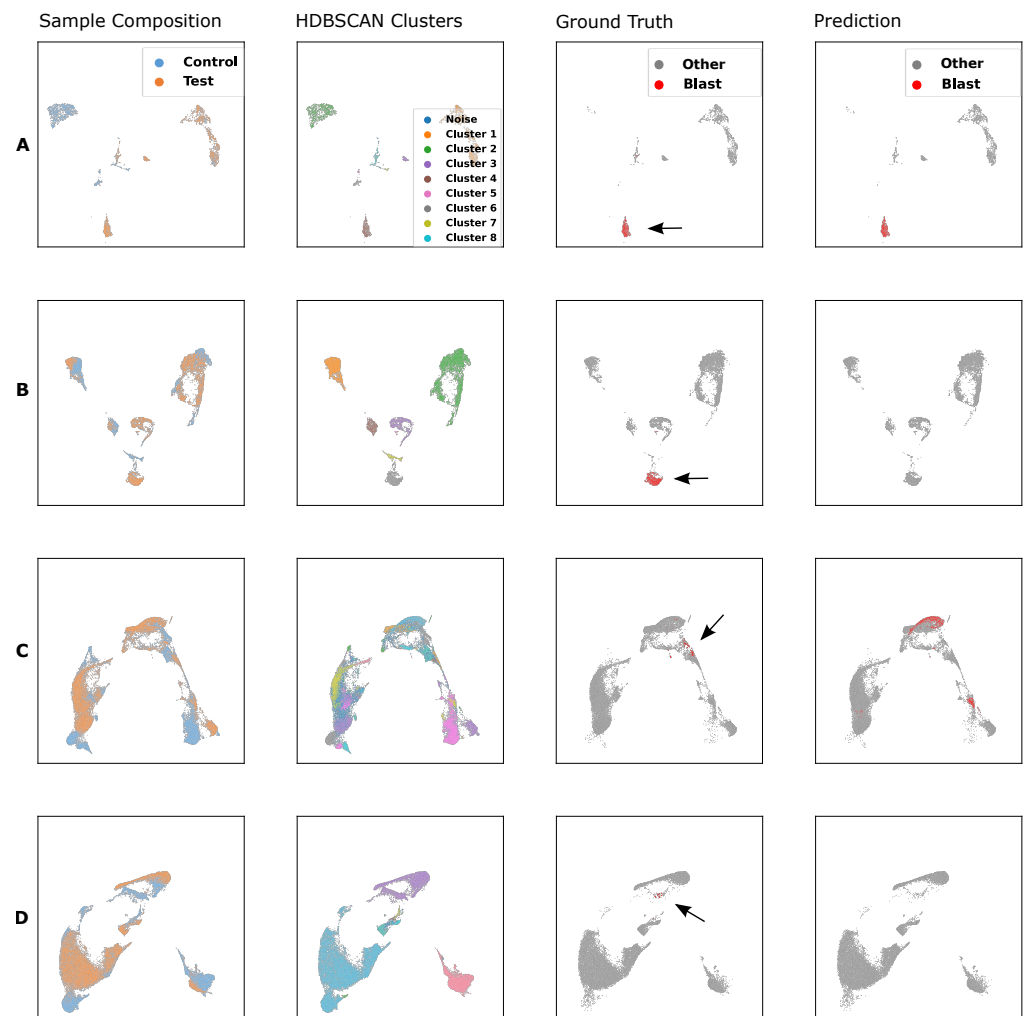 Sample Composition
HDBSCAN Clusters
Ground Truth
Prediction
A
Control
Test
Noise
Cluster 1
Cluster 2
Cluster 3
Cluster 4
Cluster 5
Cluster 6
Cluster 7
Cluster 8
Other
Blast
Other
Blast
B
C
D